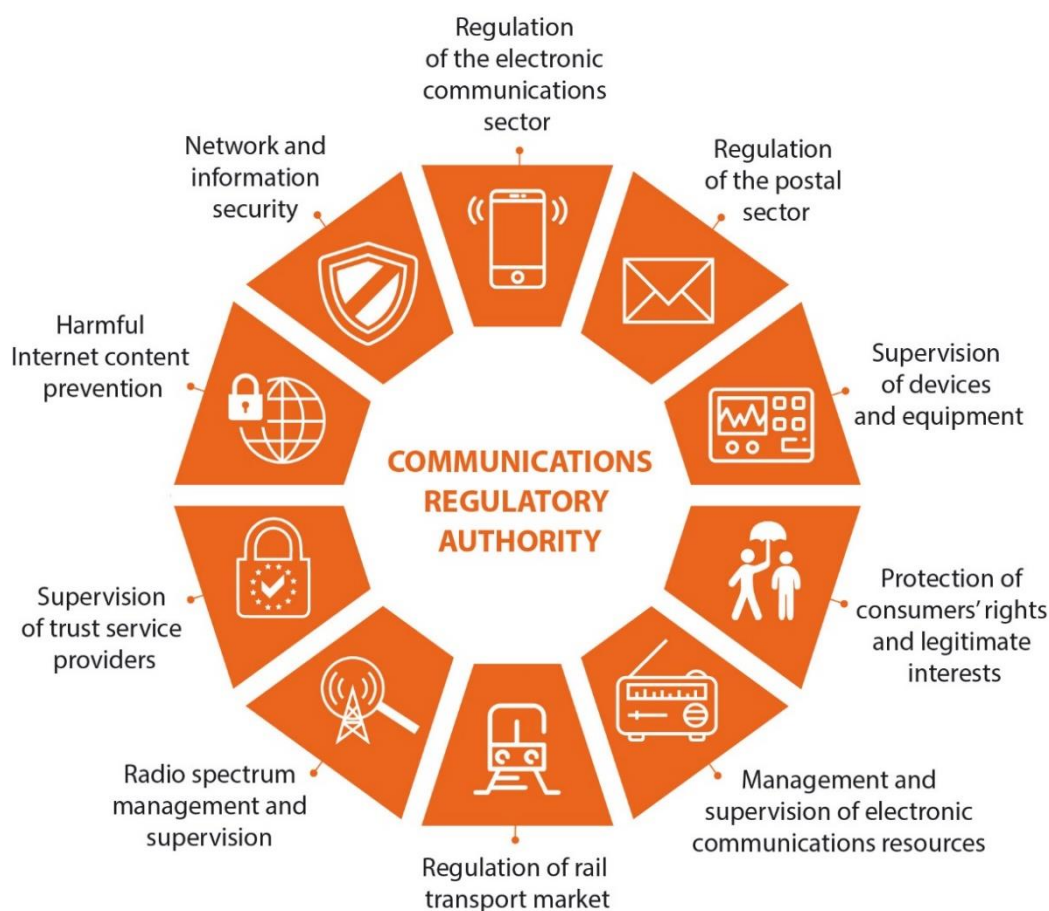 Regulation
of the electronic
communications
sector
Regulation
of the postal
sector
Supervision
of devices
and equipment
Protection of
consumers’ rights
and legitimate
interests
Management and
supervision of electronic
communications resources
Regulation of rail
transport market
Radio spectrum
management and
supervision
Supervision
of trust service
providers
Harmful
Internet content
prevention
Network and
information
security
COMMUNICATIONS
REGULATORY
AUTHORITY